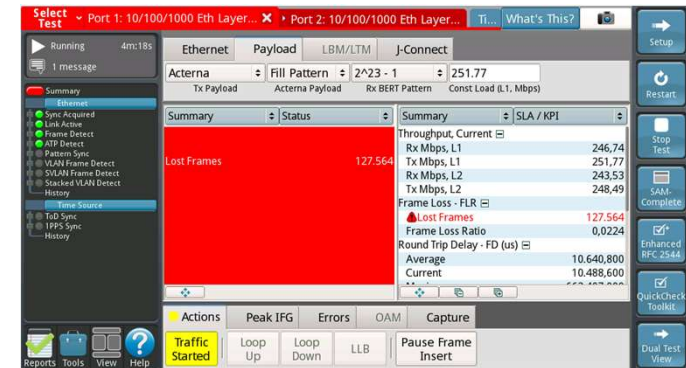 Select Test
Port 1: 10/100/1000 Eth Layer...
Port 2: 10/100/1000 Eth Layer...
Ti...
What's This?
Running 4m:18s
1 message
Summary
Ethernet
Sync Acquired
Link Active
Frame Detect
ATP Detect
Pattern Sync
VLAN Frame Detect
SVLAN Frame Detect
Stacked VLAN Detect
History
Time Source
ToD Sync
1PPS Sync
History
Reports Tools View Help
Ethernet Payload LBM/LTM J-Connect
Acterna Fill Pattern 2^23 - 1 251.77
Tx Payload Acterna Payload Rx BERT Pattern Const Load (L1, Mbps)
Summary Status
Lost Frames 127.564
Summary SLA / KPI
Throughput, Current
Rx Mbps, L1 246,74
Tx Mbps, L1 251,77
Rx Mbps, L2 243,53
Tx Mbps, L2 248,49
Frame Loss - FLR
Lost Frames 127.564
Frame Loss Ratio 0,0224
Round Trip Delay - FD (us)
Average 10.640,800
Current 10.488,600
Actions Peak IFG Errors OAM Capture
Traffic Started
Loop Up
Loop Down
LLB
Pause Frame Insert
Setup
Restart
Stop Test
SAM-Complete
Enhanced RFC 2544
QuickCheck Toolkit
Dual Test View